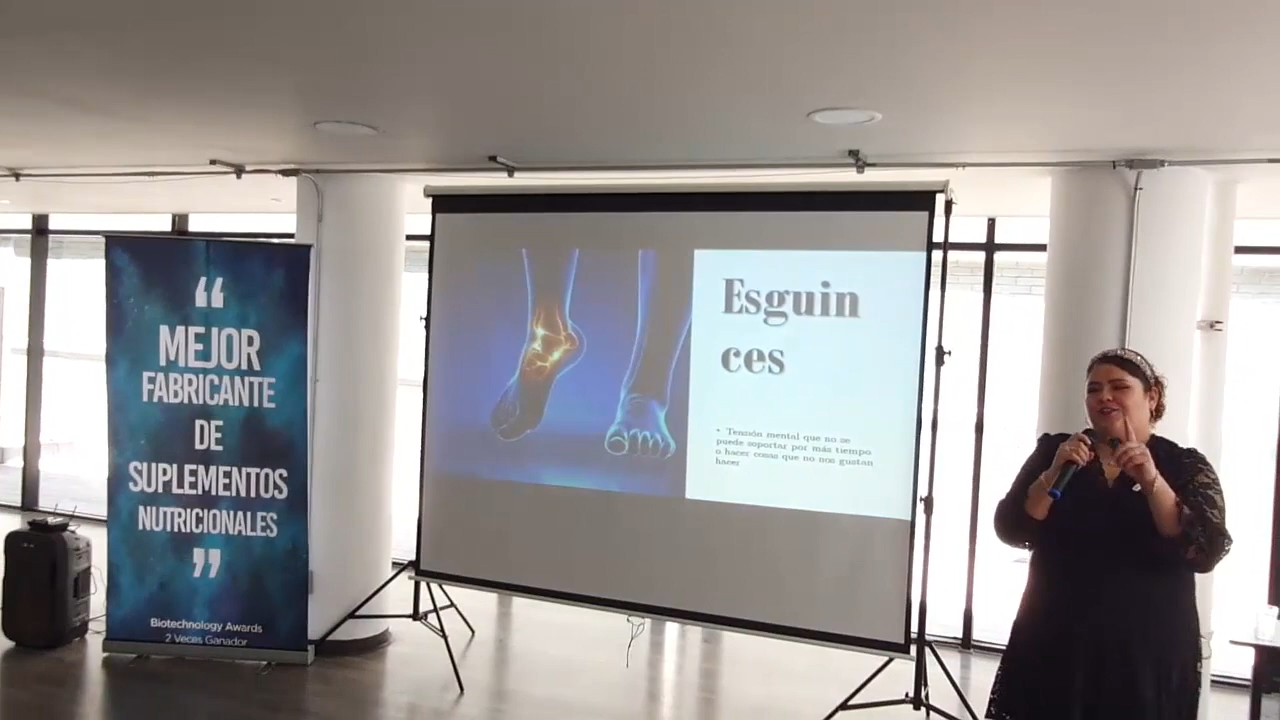 “
MEJOR
FABRICANTE
DE
SUPLEMENTOS
NUTRICIONALES
”
Biotechnology Awards
2 Veces Ganador
Esguin
ces
• Tensión mental que no se
puede soportar por más tiempo
o hacer cosas que no nos gustan
hacer